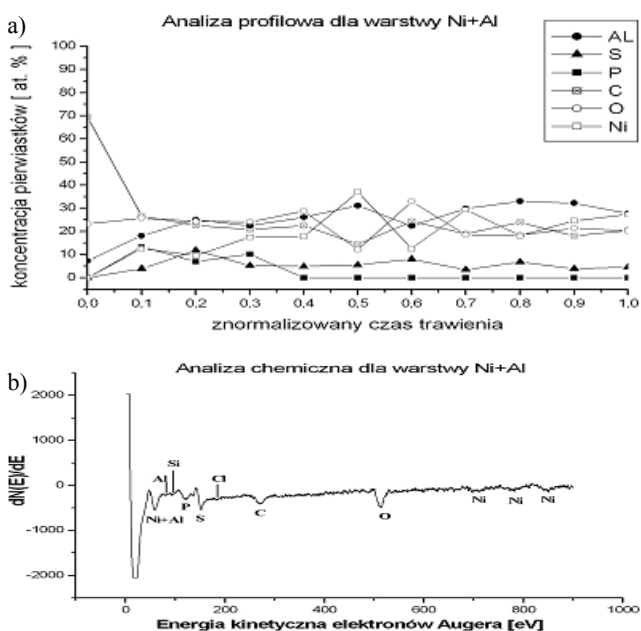 a)
Analiza profilowa dla warstwy Ni+Al
koncentracja pierwiastków [ at. % ]
100
90
80
70
60
50
40
30
20
10
0
0,0 0,1 0,2 0,3 0,4 0,5 0,6 0,7 0,8 0,9 1,0
znormalizowany czas trawienia
AL
S
P
C
O
Ni
b)
Analiza chemiczna dla warstwy Ni+Al
dN(E)/dE
2000
1000
0
-1000
-2000
Al
Si
Cl
Ni+Al
P
S
C
O
Ni
Ni
Ni
0 200 400 600 800 1000
Energia kinetyczna elektronów Augera [eV]